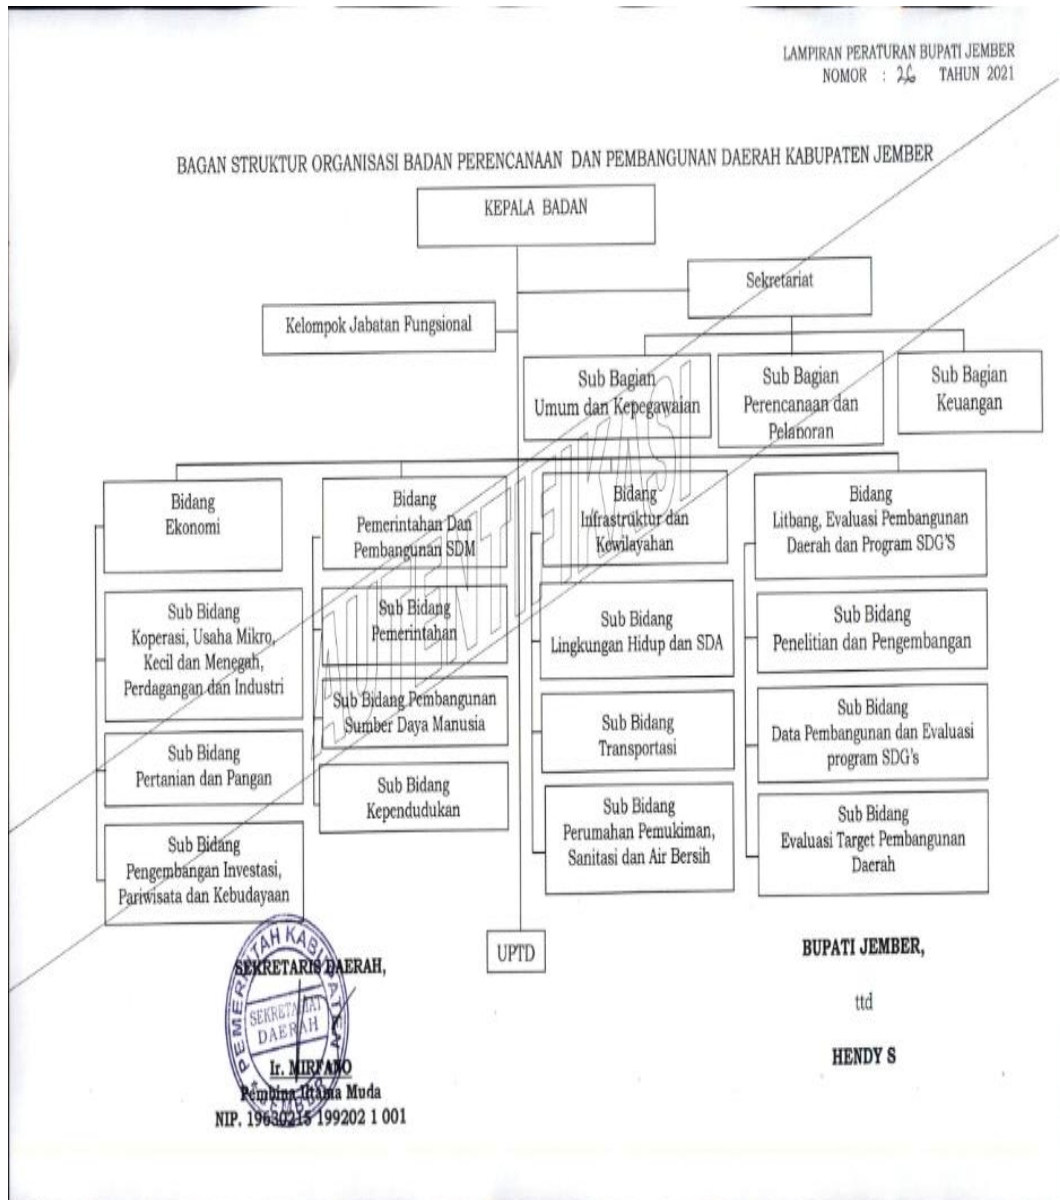 LAMPIRAN PERATURAN BUPATI JEMBER
NOMOR : 26 TAHUN 2021
BAGAN STRUKTUR ORGANISASI BADAN PERENCANAAN DAN PEMBANGUNAN DAERAH KABUPATEN JEMBER
KEPALA BADAN
Sekretariat
Kelompok Jabatan Fungsional
Sub Bagian
Umum dan Kepegawaian
Sub Bagian
Perencanaan dan
Pelaporan
Sub Bagian
Keuangan
Bidang
Ekonomi
Sub Bidang
Koperasi, Usaha Mikro,
Kecil dan Menegah,
Perdagangan dan Industri
Sub Bidang
Pertanian dan Pangan
Sub Bidang
Pengembangan Investasi,
Pariwisata dan Kebudayaan
Bidang
Pemerintahan Dan
Pembangunan SDM
Sub Bidang
Pemerintahan
Sub Bidang Pembangunan
Sumber Daya Manusia
Sub Bidang
Kependudukan
Bidang
Infrastruktur dan
Kewilayahan
Sub Bidang
Lingkungan Hidup dan SDA
Sub Bidang
Transportasi
Sub Bidang
Perumahan Pemukiman,
Sanitasi dan Air Bersih
Bidang
Litbang, Evaluasi Pembangunan
Daerah dan Program SDG'S
Sub Bidang
Penelitian dan Pengembangan
Sub Bidang
Data Pembangunan dan Evaluasi
program SDG's
Sub Bidang
Evaluasi Target Pembangunan
Daerah
AUTENTIFIKASI
UPTD
SEKRETARIS DAERAH,
PEMERINTAH KABUPATEN
SEKRETARIAT
DAERAH
JEMBER
Ir. MIRFANO
Pembina Utama Muda
NIP. 19630215 199202 1 001
BUPATI JEMBER,
ttd
HENDY S